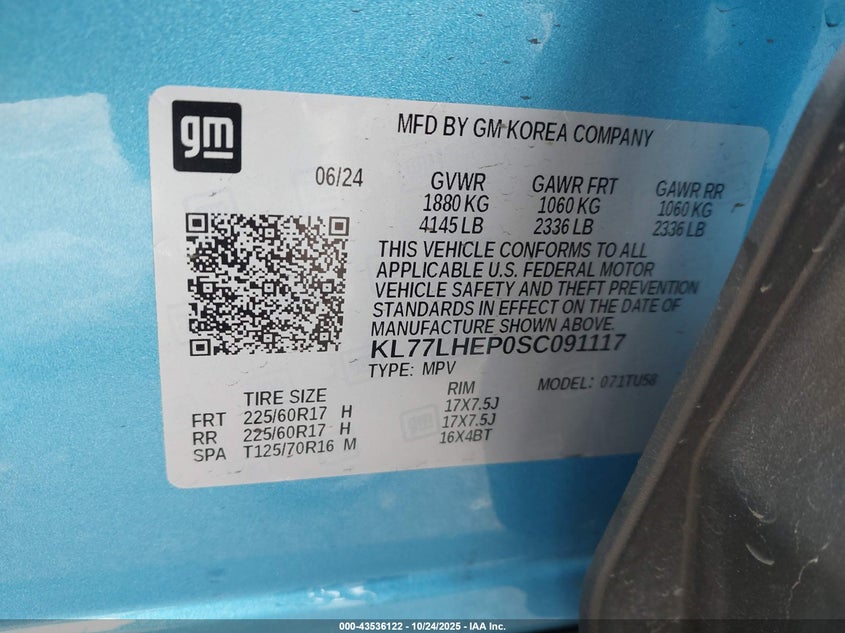 gm
MFD BY GM KOREA COMPANY
06/24 GVWR GAWR FRT GAWR RR
1880 KG 1060 KG 1060 KG
4145 LB 2336 LB 2336 LB
THIS VEHICLE CONFORMS TO ALL
APPLICABLE U.S. FEDERAL MOTOR
VEHICLE SAFETY AND THEFT PREVENTION
STANDARDS IN EFFECT ON THE DATE OF
MANUFACTURE SHOWN ABOVE.
KL77LHEP0SC091117
TYPE: MPV MODEL: 071TU58
TIRE SIZE RIM
FRT 225/60R17 H 17X7.5J
RR 225/60R17 H 17X7.5J
SPA T125/70R16 M 16X4BT
000-43536122 - 10/24/2025 - IAA Inc.